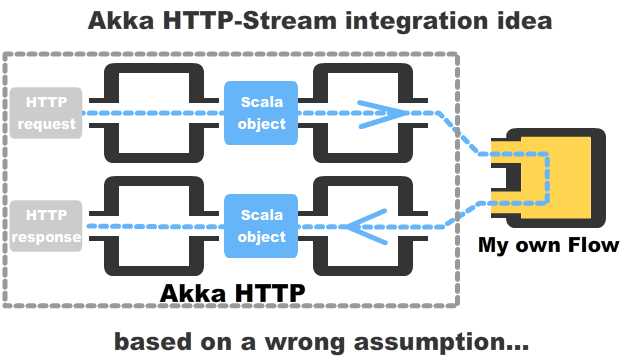 Akka HTTP-Stream integration idea
HTTP
request
Scala
object
HTTP
response
Scala
object
My own Flow
Akka HTTP
based on a wrong assumption...